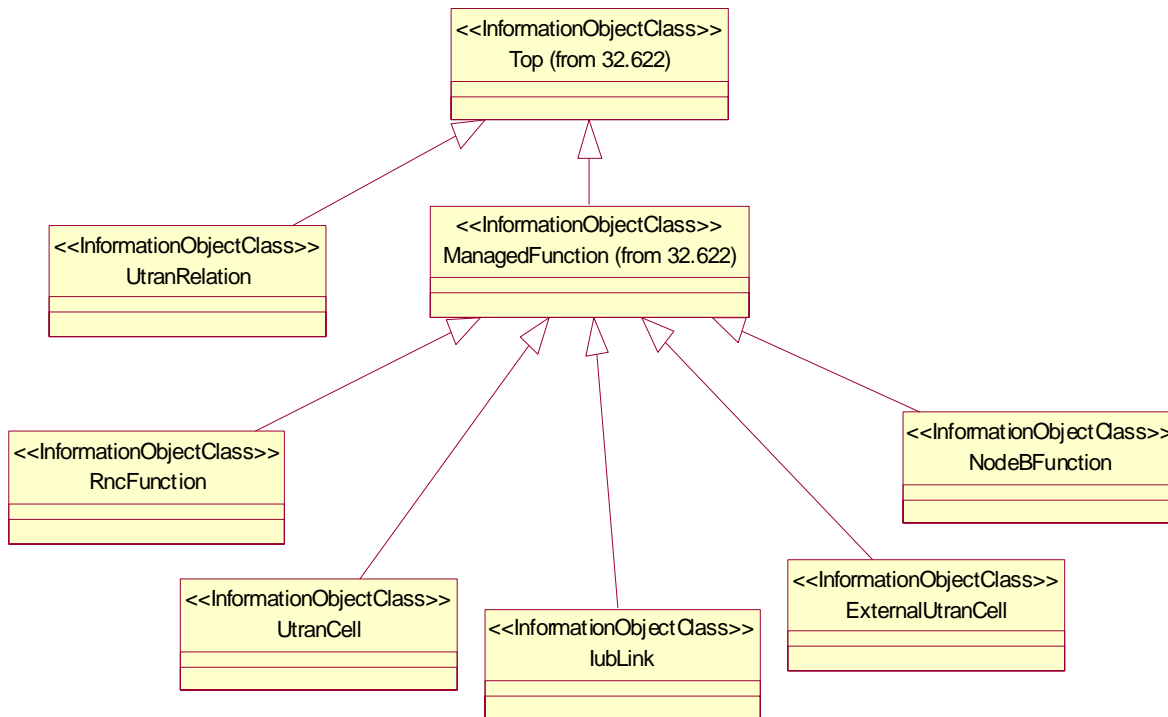 <<InformationObjectClass>>
Top (from 32.622)
<<InformationObjectClass>>
ManagedFunction (from 32.622)
<<InformationObjectClass>>
UtranRelation
<<InformationObjectClass>>
RncFunction
<<InformationObjectClass>>
NodeBFunction
<<InformationObjectClass>>
UtranCell
<<InformationObjectClass>>
IubLink
<<InformationObjectClass>>
ExternalUtranCell